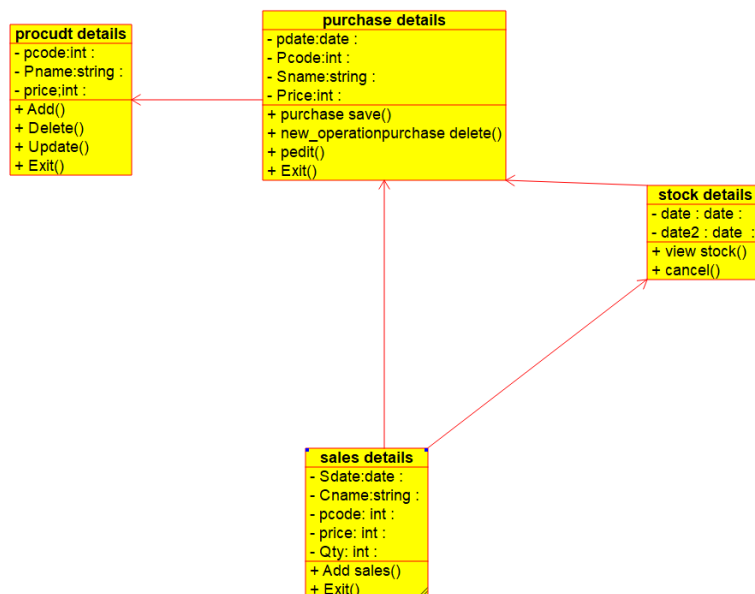 procudt details
- pcode:int :
- Pname:string :
- price;int :
+ Add()
+ Delete()
+ Update()
+ Exit()
purchase details
- pdate:date :
- Pcode:int :
- Sname:string :
- Price:int :
+ purchase save()
+ new_operationpurchase delete()
+ pedit()
+ Exit()
stock details
- date : date :
- date2 : date :
+ view stock()
+ cancel()
sales details
- Sdate:date :
- Cname:string :
- pcode: int :
- price: int :
- Qty: int :
+ Add sales()
+ Exit()